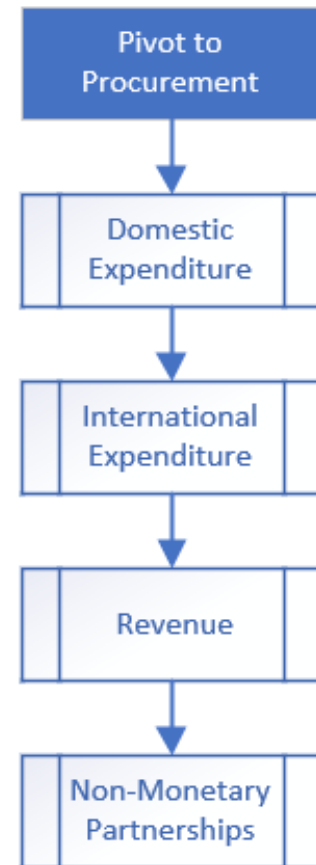 Pivot to
Procurement
Domestic
Expenditure
International
Expenditure
Revenue
Non-Monetary
Partnerships